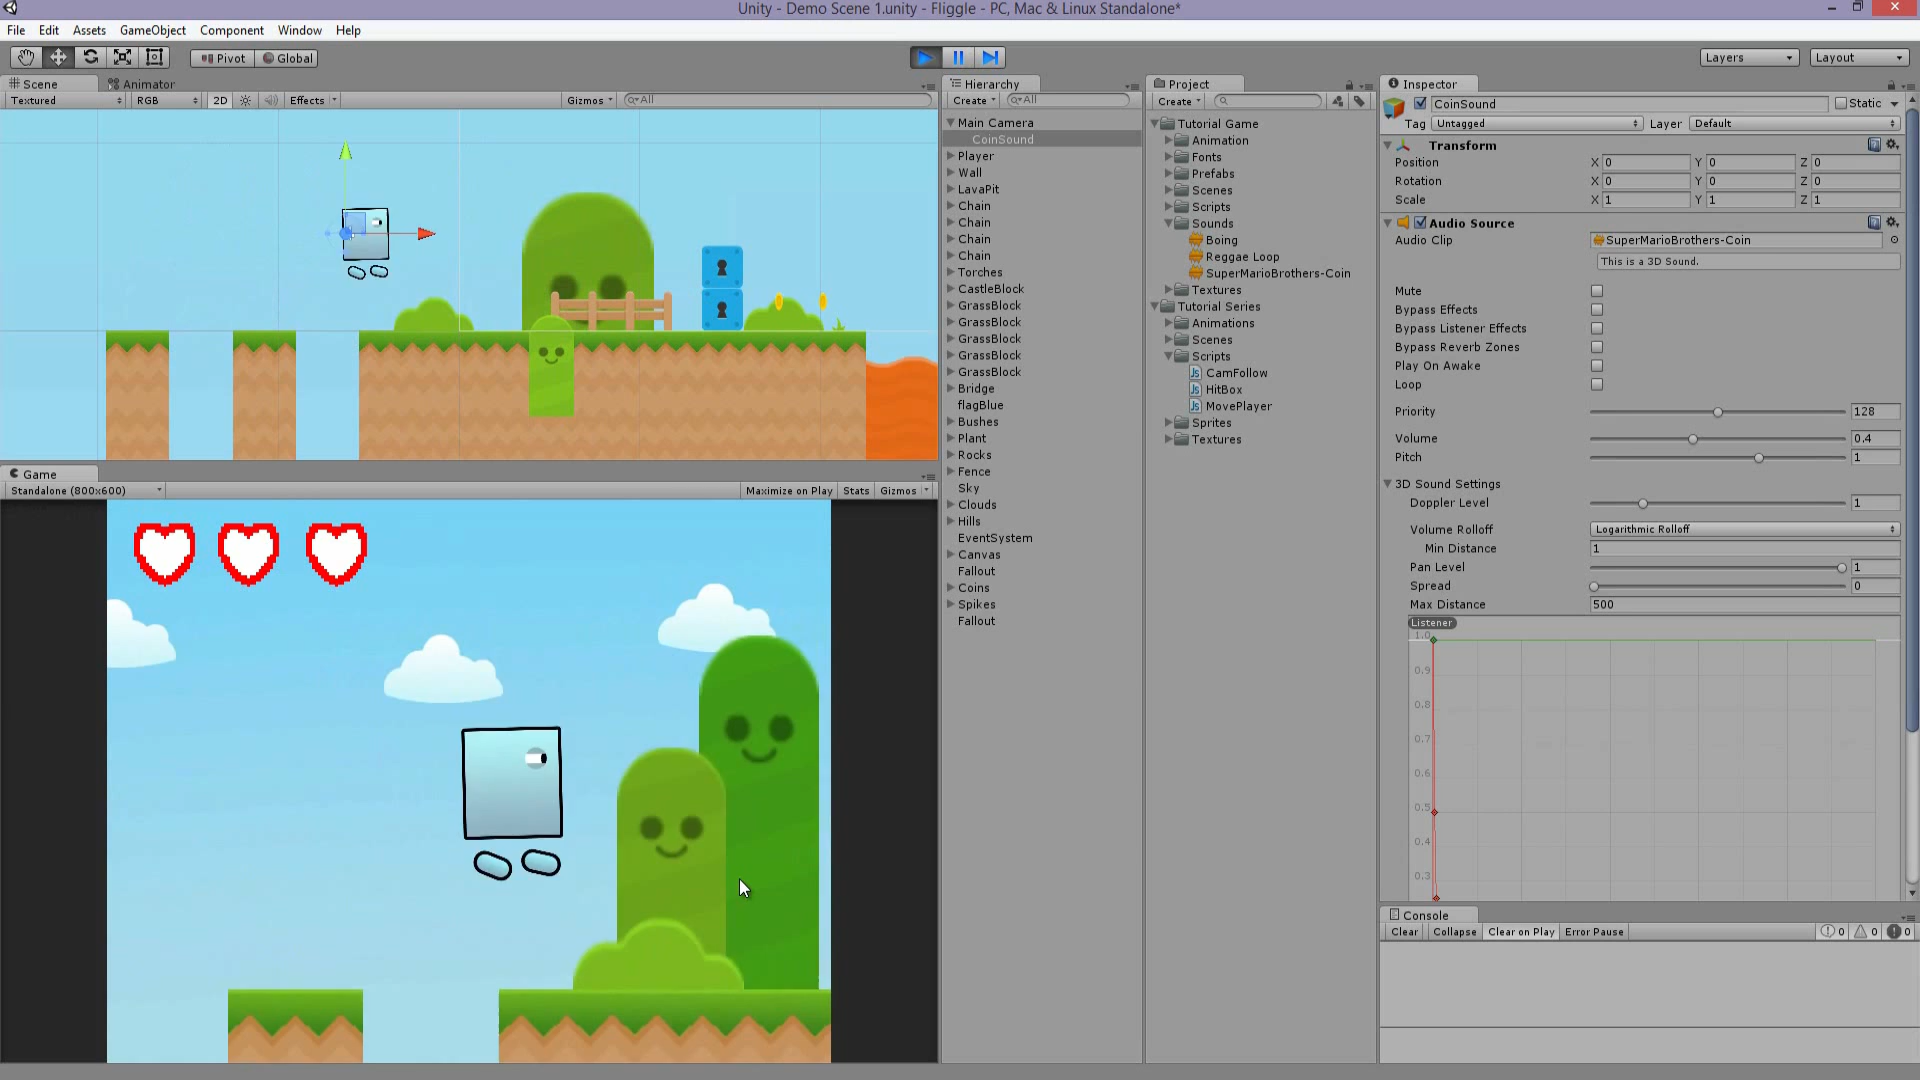 Unity - Demo Scene 1.unity - Fliggle - PC, Mac & Linux Standalone*
File Edit Assets GameObject Component Window Help
Pivot Global
Layers Layout
Scene Animator
Textured RGB 2D Effects Gizmos All
Game
Standalone (800x600) Maximize on Play Stats Gizmos
Hierarchy
Create All
Main Camera
CoinSound
Player
Wall
LavaPit
Chain
Chain
Chain
Chain
Torches
CastleBlock
GrassBlock
GrassBlock
GrassBlock
GrassBlock
GrassBlock
Bridge
flagBlue
Bushes
Plant
Rocks
Fence
Sky
Clouds
Hills
EventSystem
Canvas
Fallout
Coins
Spikes
Fallout
Project
Create
Tutorial Game
Animation
Fonts
Prefabs
Scenes
Scripts
Sounds
Boing
Reggae Loop
SuperMarioBrothers-Coin
Textures
Tutorial Series
Animations
Scenes
Scripts
Js CamFollow
Js HitBox
Js MovePlayer
Sprites
Textures
Inspector
CoinSound Static
Tag Untagged Layer Default
Transform
Position X 0 Y 0 Z 0
Rotation X 0 Y 0 Z 0
Scale X 1 Y 1 Z 1
Audio Source
Audio Clip SuperMarioBrothers-Coin
This is a 3D Sound.
Mute
Bypass Effects
Bypass Listener Effects
Bypass Reverb Zones
Play On Awake
Loop
Priority 128
Volume 0.4
Pitch 1
3D Sound Settings
Doppler Level 1
Volume Rolloff Logarithmic Rolloff
Min Distance 1
Pan Level 1
Spread 0
Max Distance 500
Listener
1.0
0.9
0.8
0.7
0.6
0.5
0.4
0.3
Console
Clear Collapse Clear on Play Error Pause 0 0 0